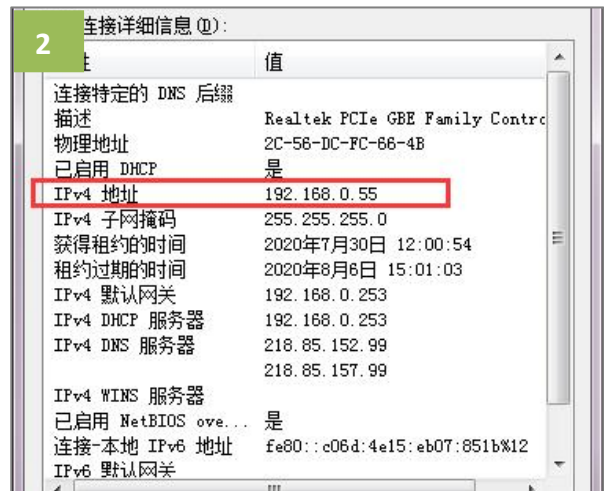 2
连接详细信息(D):
值
连接特定的 DNS 后缀
描述 Realtek PCIe GBE Family Contro
物理地址 2C-56-DC-FC-66-4B
已启用 DHCP 是
IPv4 地址 192.168.0.55
IPv4 子网掩码 255.255.255.0
获得租约的时间 2020年7月30日 12:00:54
租约过期的时间 2020年8月6日 15:01:03
IPv4 默认网关 192.168.0.253
IPv4 DHCP 服务器 192.168.0.253
IPv4 DNS 服务器 218.85.152.99
218.85.157.99
IPv4 WINS 服务器
已启用 NetBIOS ove... 是
连接-本地 IPv6 地址 fe80::c06d:4e15:eb07:851b%12
IPv6 默认网关